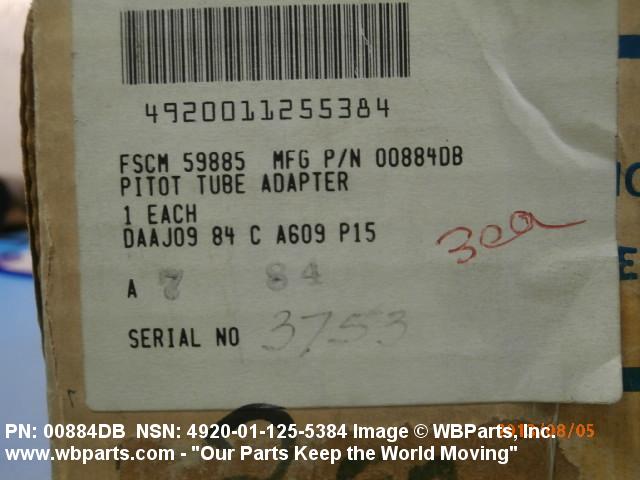 4920011255384
FSCM 59885 MFG P/N 00884DB
PITOT TUBE ADAPTER
1 EACH
DAAJ09 84 C A609 P15
3ea
A 7 84
SERIAL NO 3753
PN: 00884DB NSN: 4920-01-125-5384 Image © WBParts, Inc.
www.wbparts.com - "Our Parts Keep the World Moving"